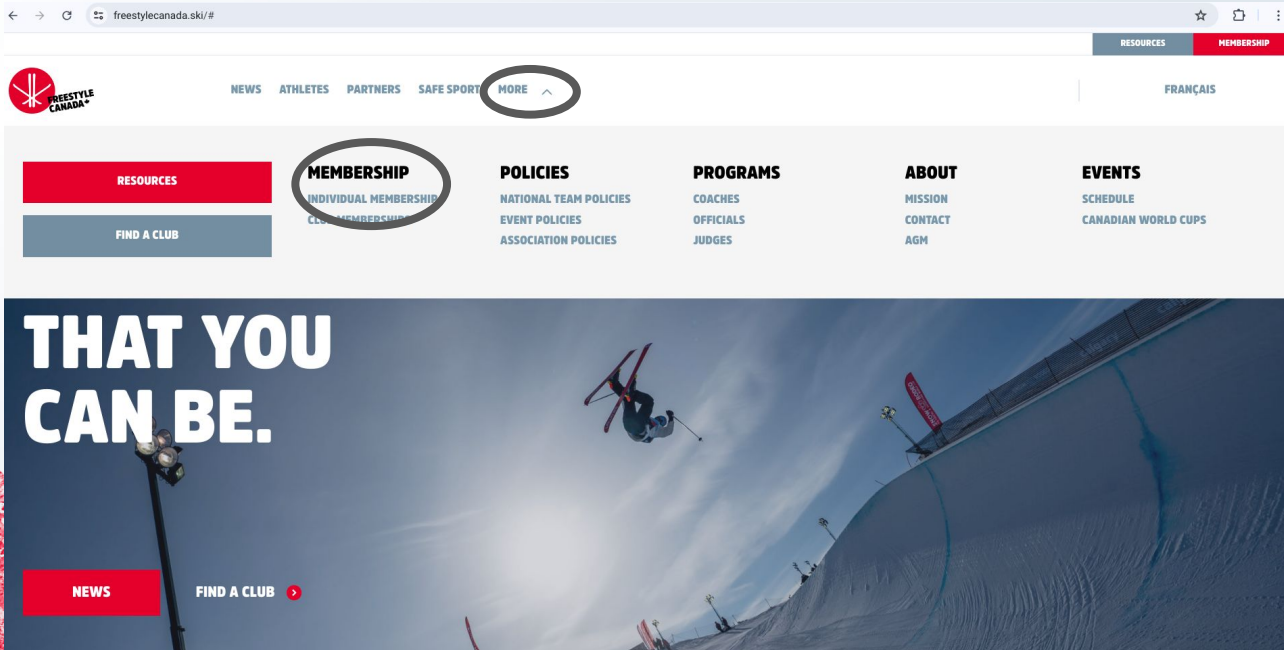 freestylecanada.ski/#
RESOURCES MEMBERSHIP
FREESTYLE
CANADA
NEWS ATHLETES PARTNERS SAFE SPORT MORE FRANÇAIS
RESOURCES
FIND A CLUB
MEMBERSHIP
INDIVIDUAL MEMBERSHIP
CLUB MEMBERSHIPS
POLICIES
NATIONAL TEAM POLICIES
EVENT POLICIES
ASSOCIATION POLICIES
PROGRAMS
COACHES
OFFICIALS
JUDGES
ABOUT
MISSION
CONTACT
AGM
EVENTS
SCHEDULE
CANADIAN WORLD CUPS
THAT YOU
CAN BE.
NEWS FIND A CLUB